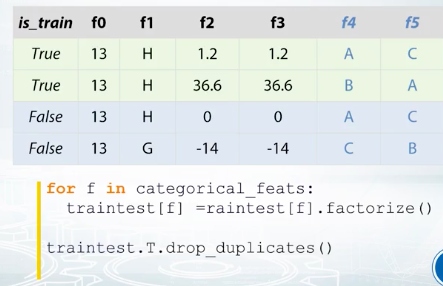 is_train f0 f1 f2 f3 f4 f5
True 13 H 1.2 1.2 A C
True 13 H 36.6 36.6 B A
False 13 H 0 0 A C
False 13 G -14 -14 C B
for f in categorical_feats:
traintest[f] =raintest[f].factorize()
traintest.T.drop_duplicates()